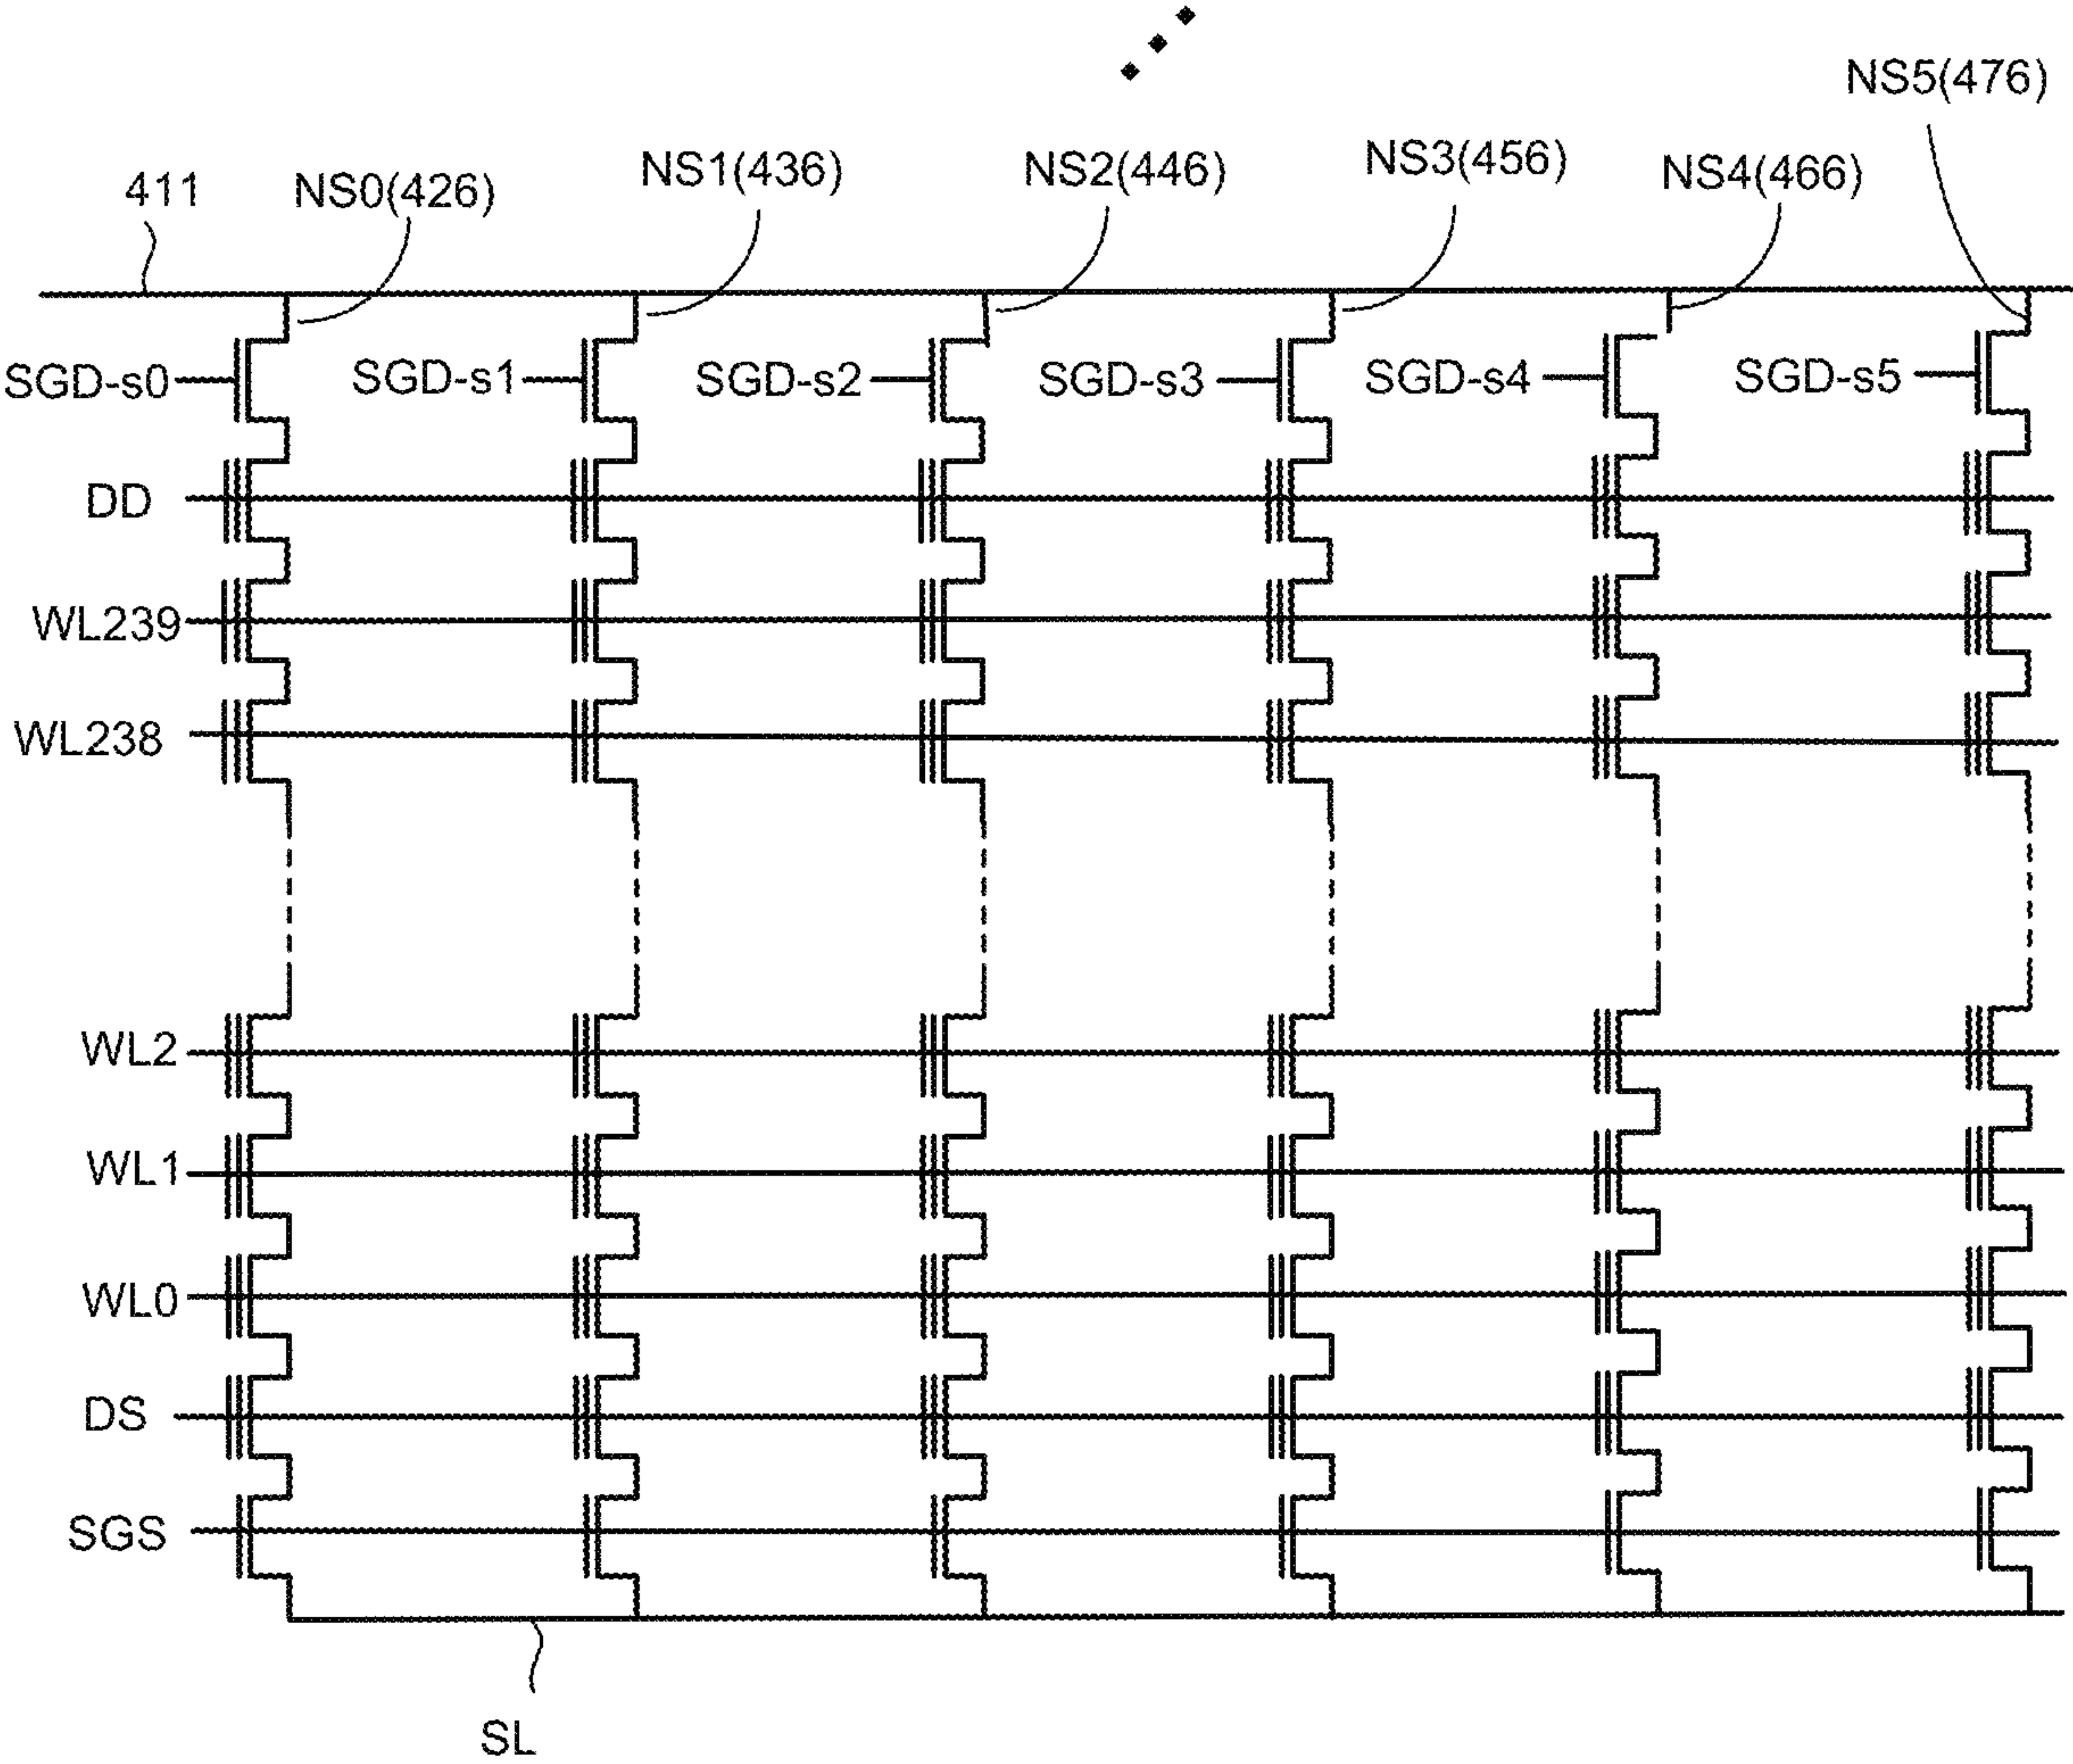 NS5(476)
411
NS0(426)
NS1(436)
NS2(446)
NS3(456)
NS4(466)
SGD-s0
SGD-s1
SGD-s2
SGD-s3
SGD-s4
SGD-s5
DD
WL239
WL238
WL2
WL1
WL0
DS
SGS
SL